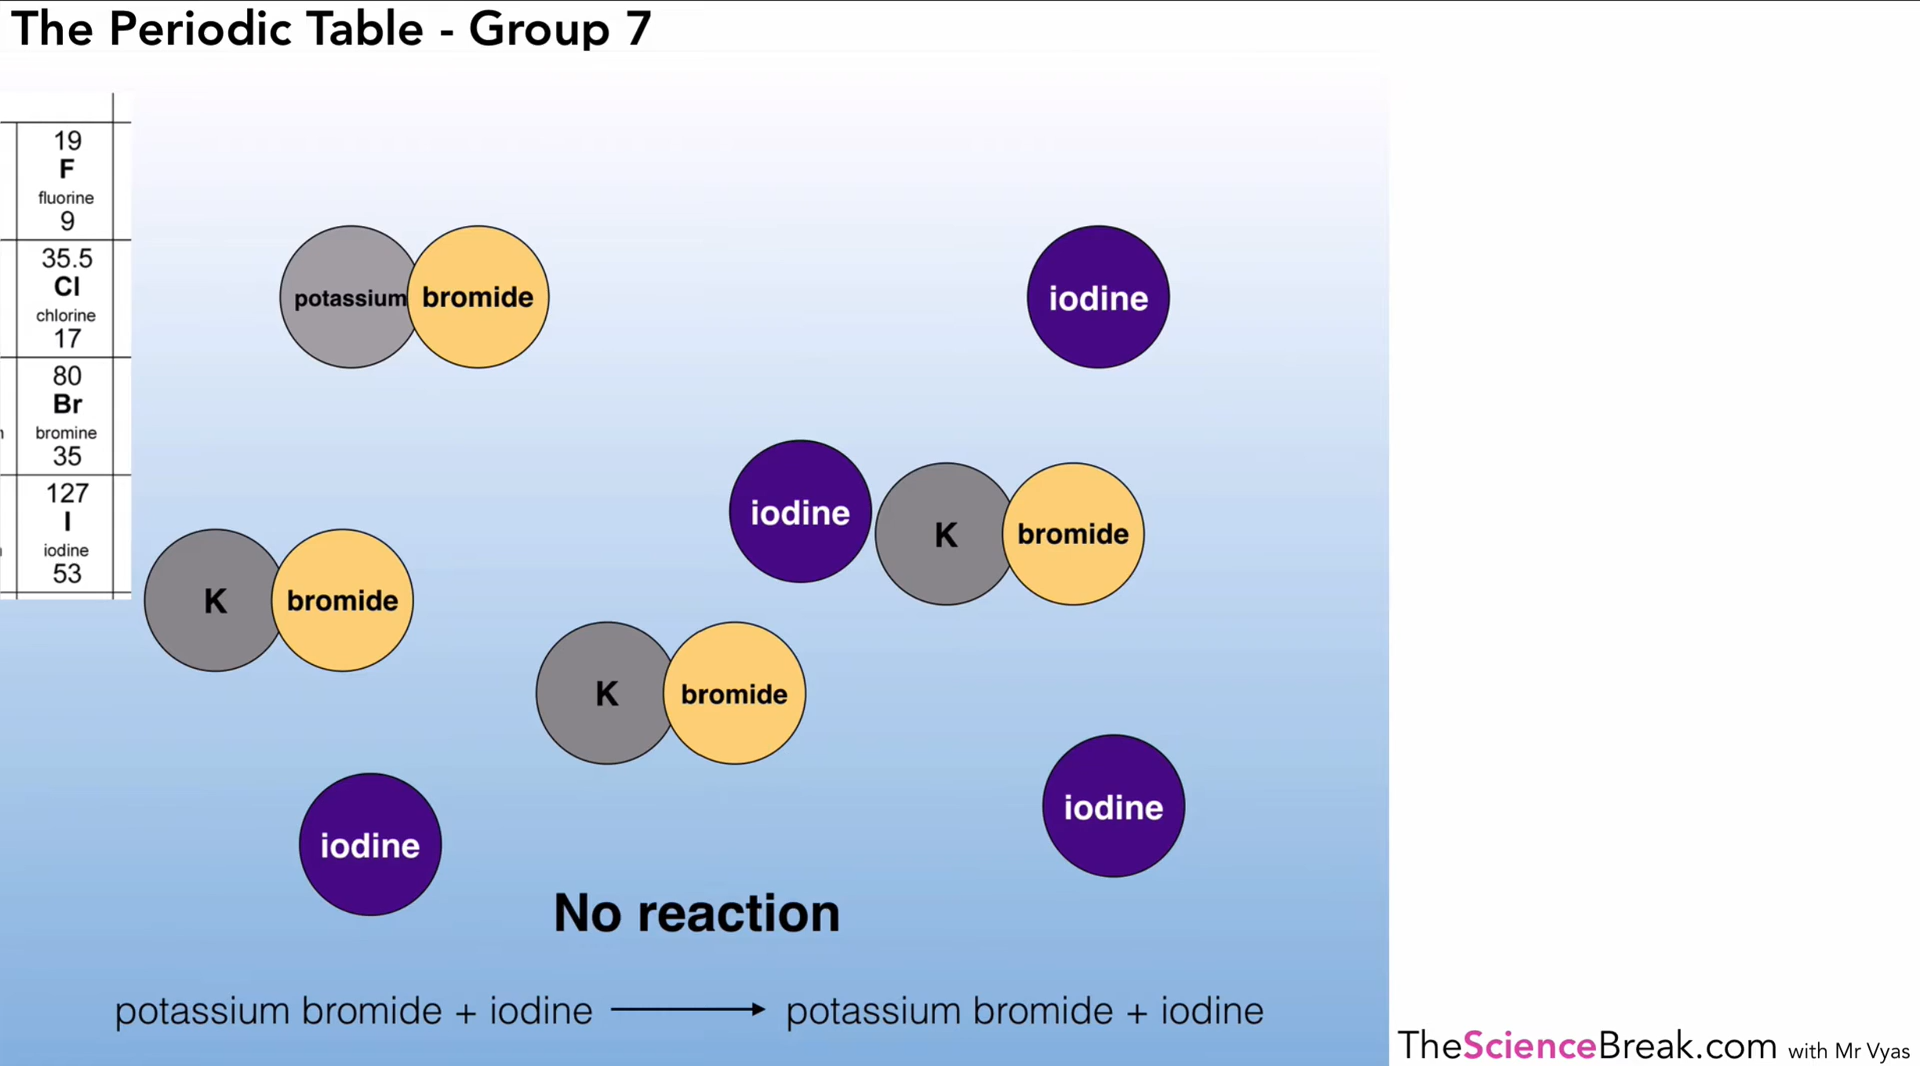 The Periodic Table - Group 7
19
F
fluorine
9
35.5
Cl
chlorine
17
80
Br
bromine
35
127
I
iodine
53
potassium bromide
iodine
iodine
K bromide
K bromide
K bromide
iodine
iodine
No reaction
potassium bromide + iodine ⟶ potassium bromide + iodine
TheScienceBreak.com with Mr Vyas